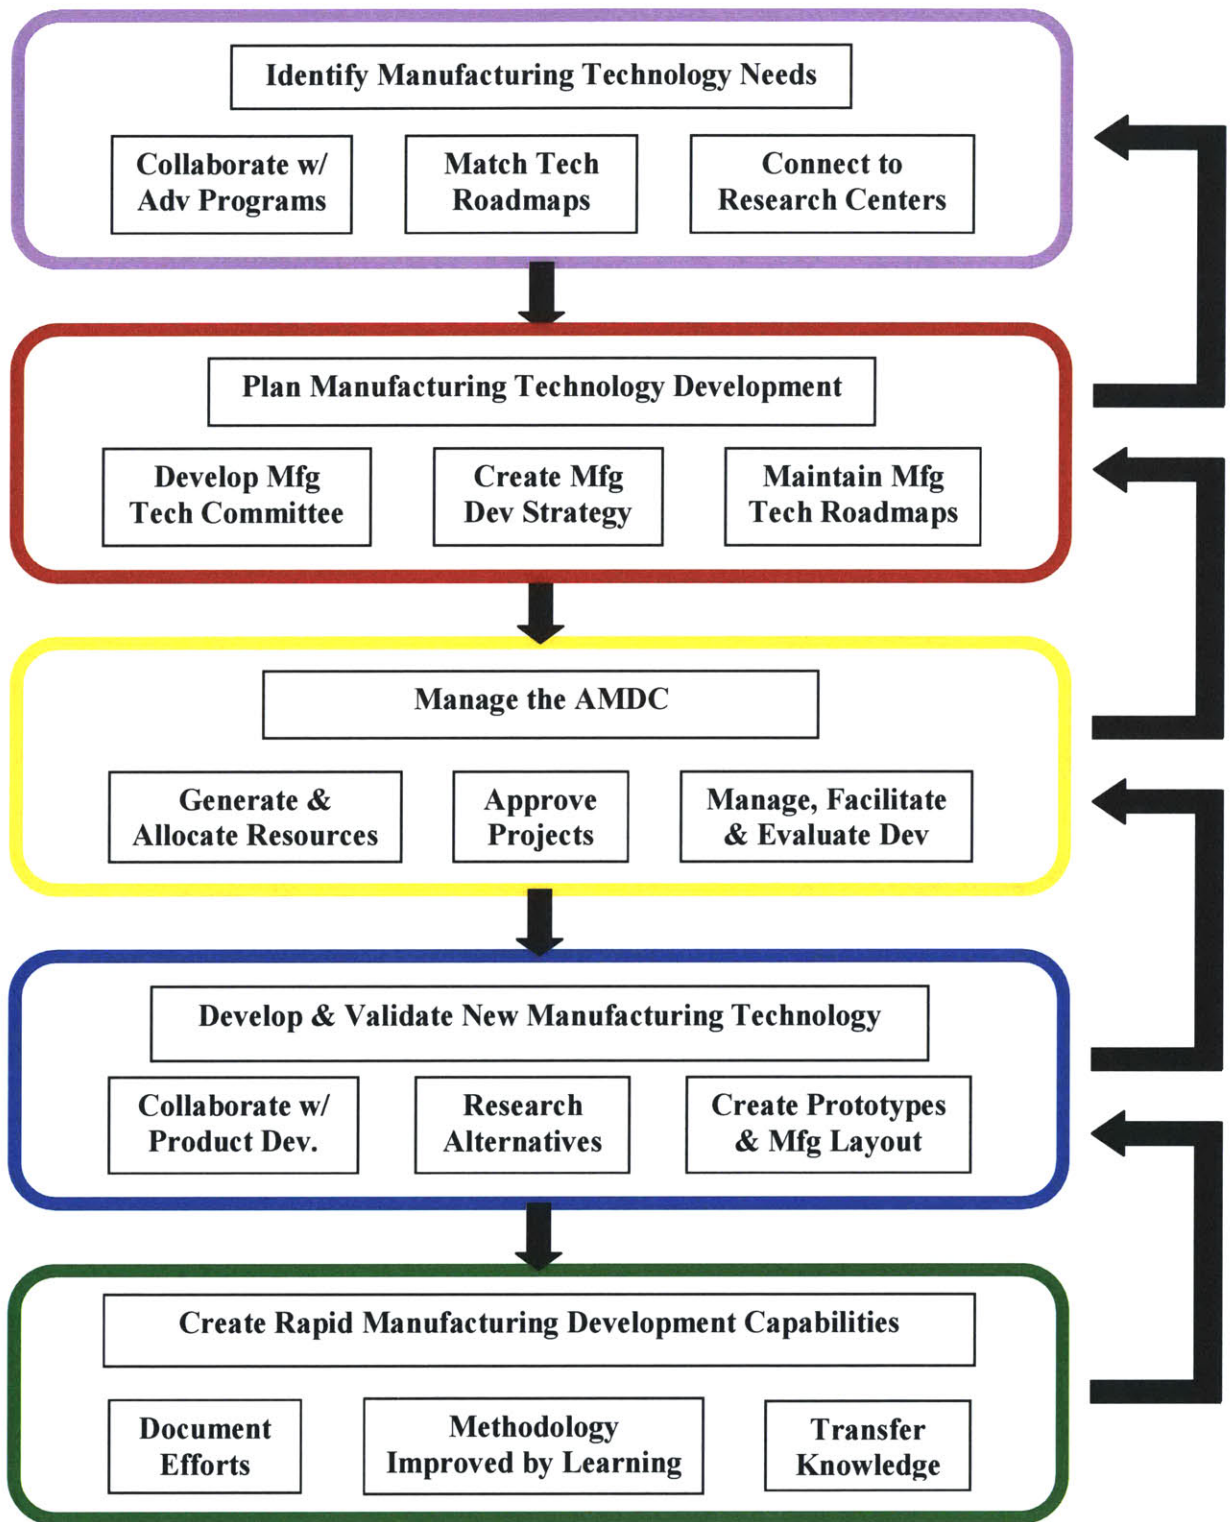 Identify Manufacturing Technology Needs
Collaborate w/
Adv Programs
Match Tech
Roadmaps
Connect to
Research Centers
Plan Manufacturing Technology Development
Develop Mfg
Tech Committee
Create Mfg
Dev Strategy
Maintain Mfg
Tech Roadmaps
Manage the AMDC
Generate &
Allocate Resources
Approve
Projects
Manage, Facilitate
& Evaluate Dev
Develop & Validate New Manufacturing Technology
Collaborate w/
Product Dev.
Research
Alternatives
Create Prototypes
& Mfg Layout
Create Rapid Manufacturing Development Capabilities
Document
Efforts
Methodology
Improved by Learning
Transfer
Knowledge